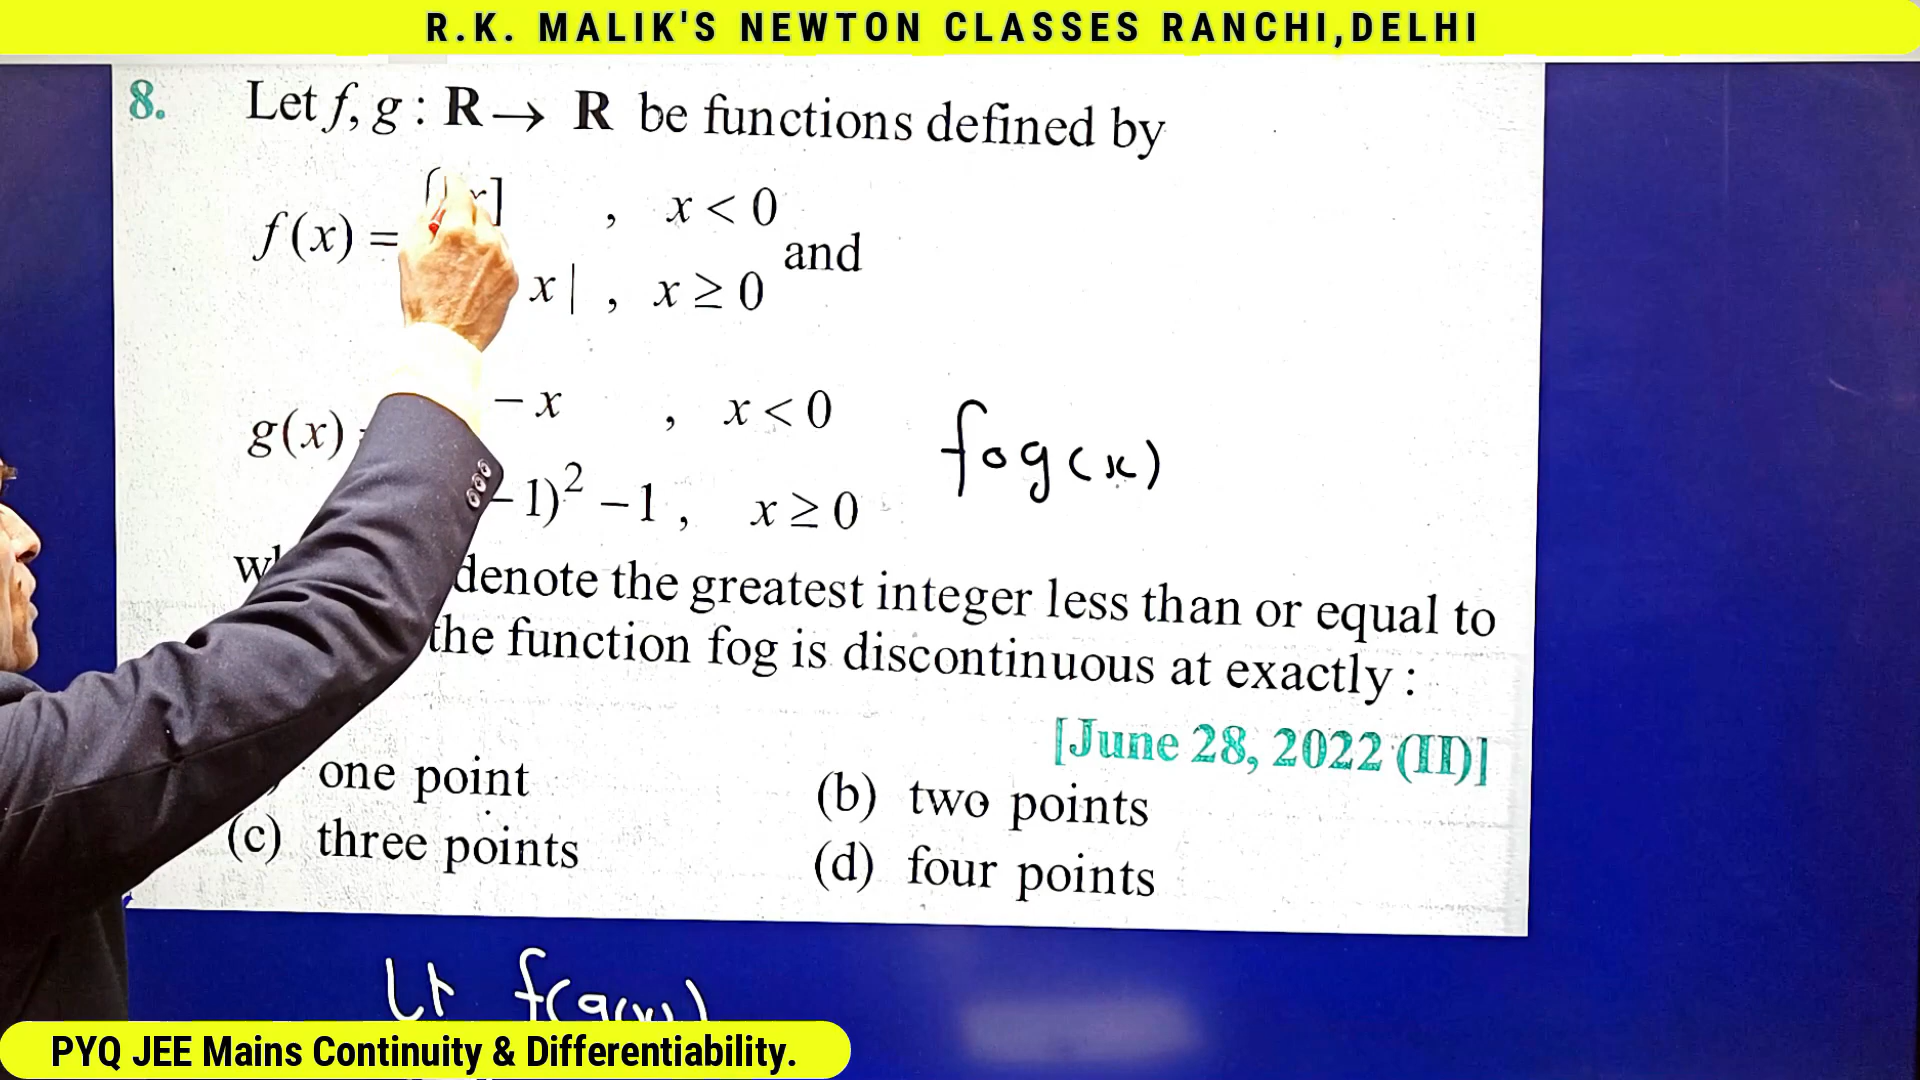 R.K. MALIK'S NEWTON CLASSES RANCHI,DELHI
8. Let f, g : R → R be functions defined by
x] , x < 0
f(x) = and
x| , x ≥ 0
− x , x < 0
g(x) fog(x)
− 1)² − 1 , x ≥ 0
denote the greatest integer less than or equal to
the function fog is discontinuous at exactly :
[June 28, 2022 (II)]
one point (b) two points
(c) three points (d) four points
Lt f(g(x))
PYQ JEE Mains Continuity & Differentiability.